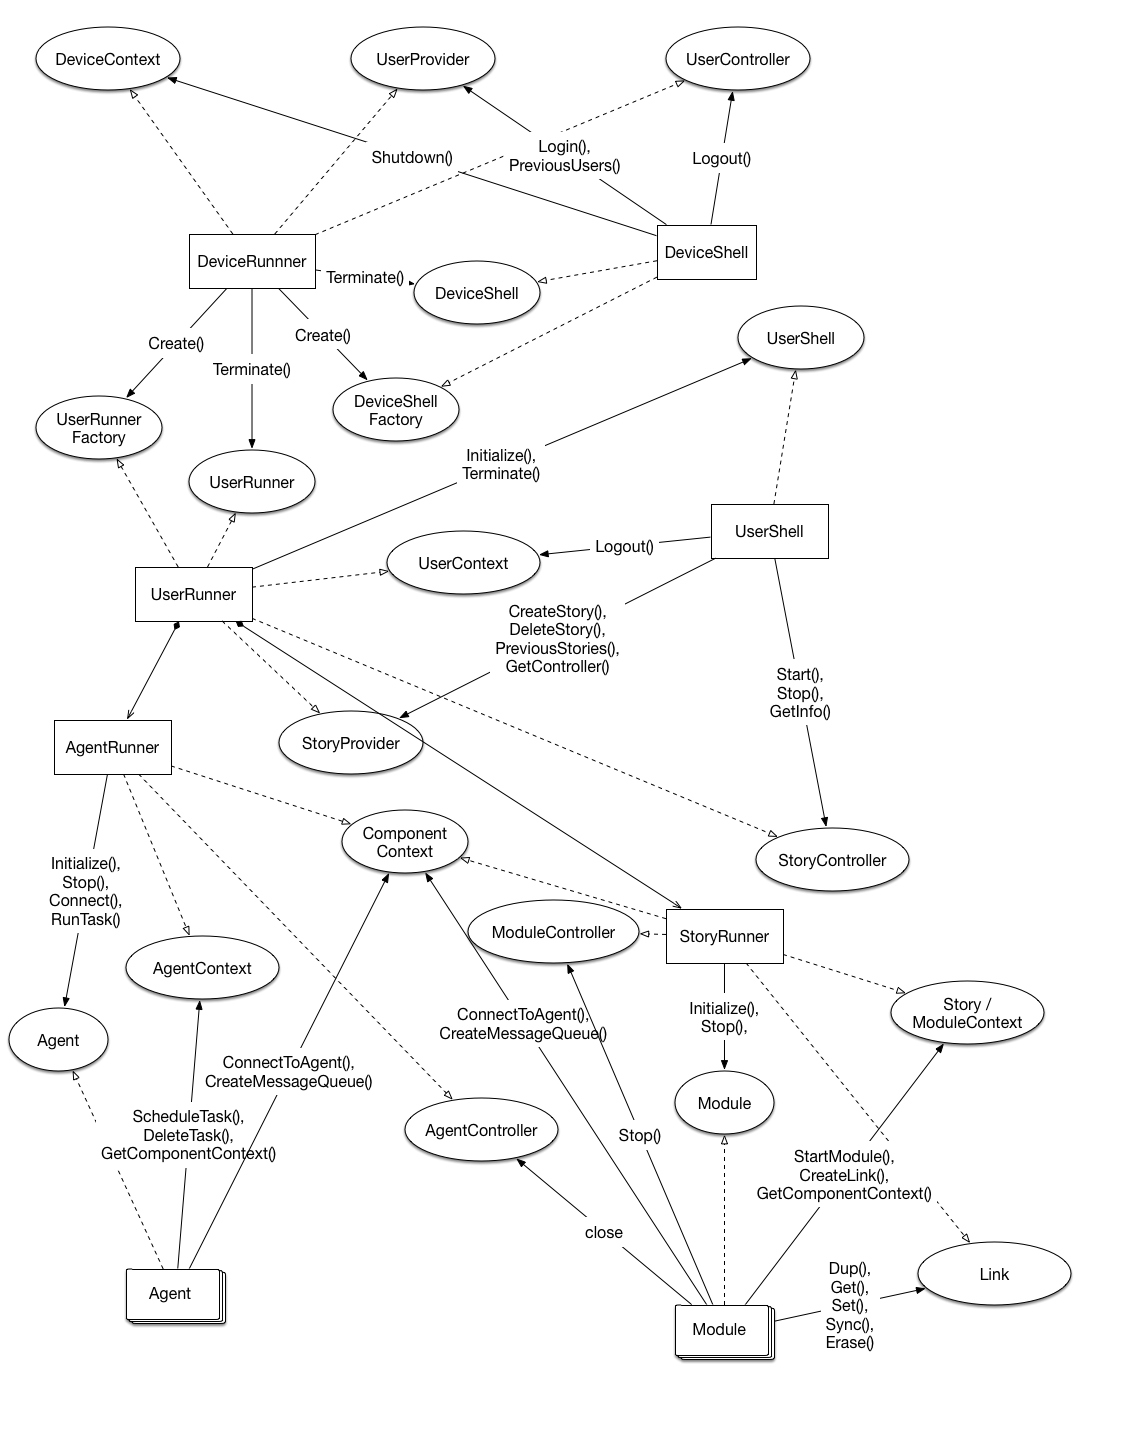 DeviceContext
UserProvider
UserController
Shutdown()
Login(),
PreviousUsers()
Logout()
DeviceRunnner
DeviceShell
Terminate()
DeviceShell
Create()
Terminate()
Create()
UserShell
UserRunner
Factory
DeviceShell
Factory
UserRunner
Initialize(),
Terminate()
UserShell
UserContext
Logout()
UserRunner
CreateStory(),
DeleteStory(),
PreviousStories(),
GetController()
Start(),
Stop(),
GetInfo()
AgentRunner
StoryProvider
Component
Context
StoryController
Initialize(),
Stop(),
Connect(),
RunTask()
ModuleController
StoryRunner
AgentContext
Story /
ModuleContext
Initialize(),
Stop(),
ConnectToAgent(),
CreateMessageQueue()
Agent
ConnectToAgent(),
CreateMessageQueue()
Module
ScheduleTask(),
DeleteTask(),
GetComponentContext()
AgentController
Stop()
StartModule(),
CreateLink(),
GetComponentContext()
close
Link
Agent
Dup(),
Get(),
Set(),
Sync(),
Erase()
Module